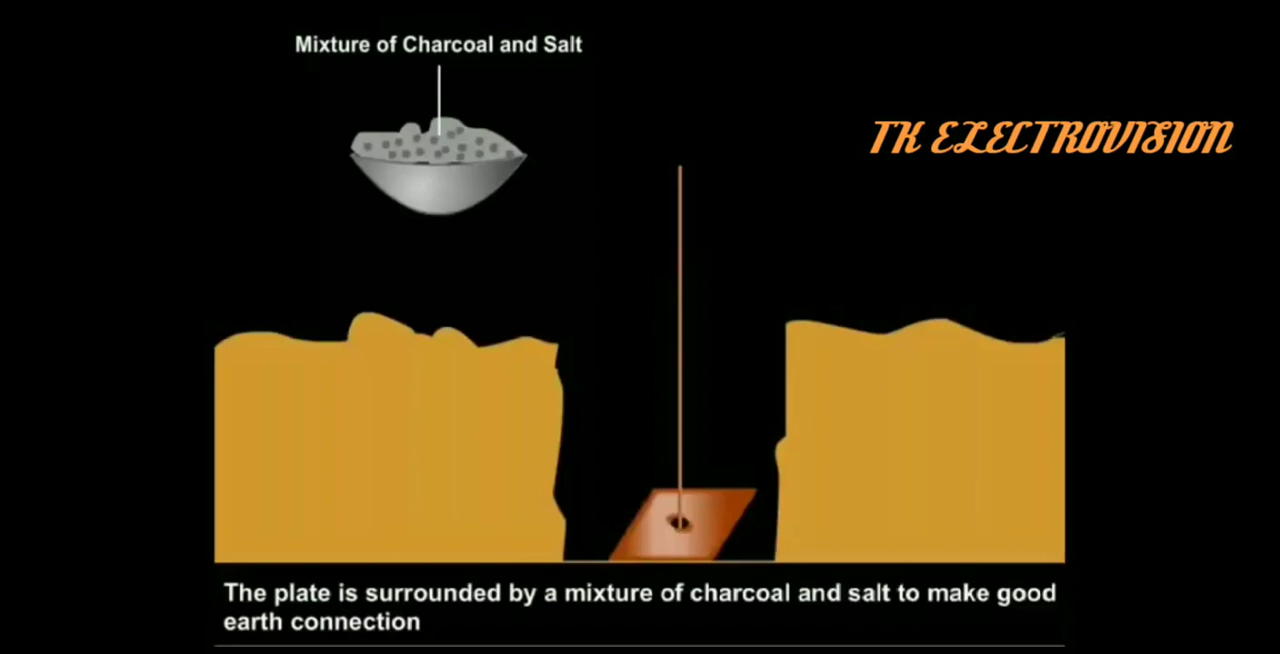 Mixture of Charcoal and Salt
TK ELECTROVISION
The plate is surrounded by a mixture of charcoal and salt to make good
earth connection